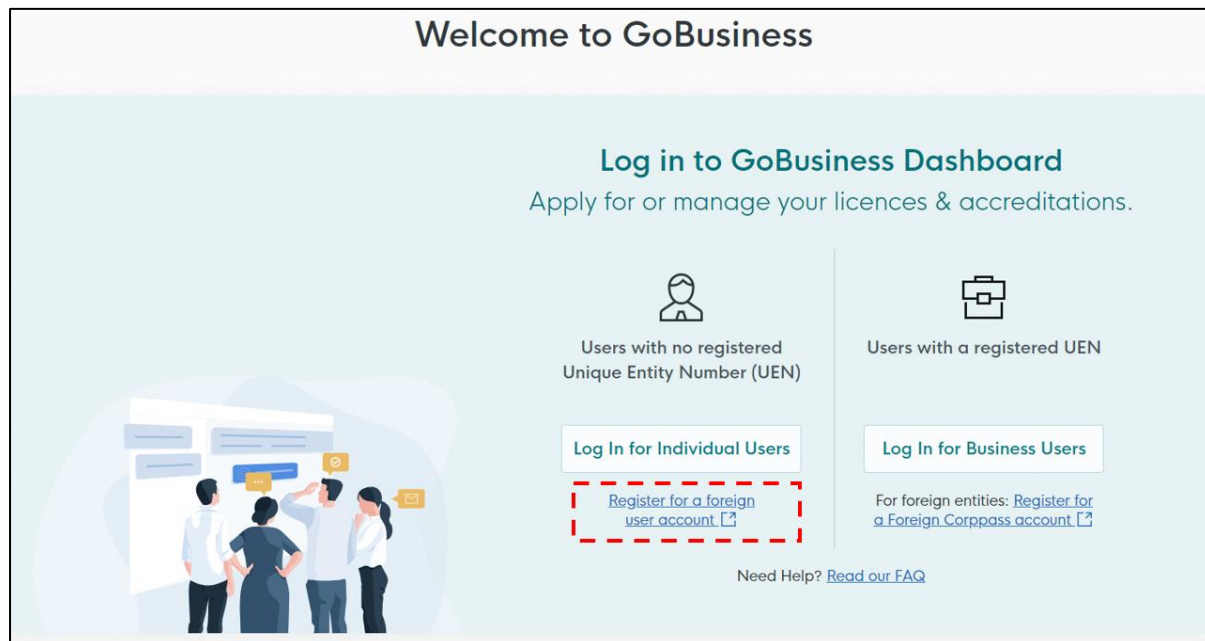 Welcome to GoBusiness
Log in to GoBusiness Dashboard
Apply for or manage your licences & accreditations.
Users with no registered
Unique Entity Number (UEN)
Log In for Individual Users
Register for a foreign
user account
Users with a registered UEN
Log In for Business Users
For foreign entities: Register for
a Foreign Corppass account
Need Help? Read our FAQ